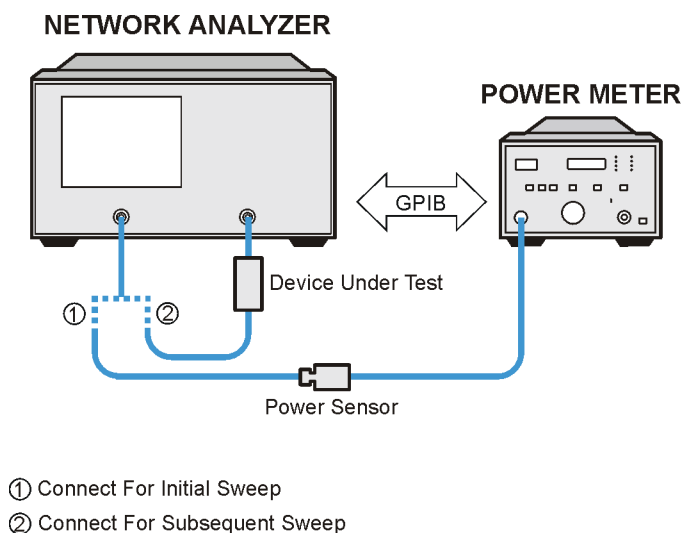 NETWORK ANALYZER
POWER METER
GPIB
Device Under Test
① ②
Power Sensor
① Connect For Initial Sweep
② Connect For Subsequent Sweep